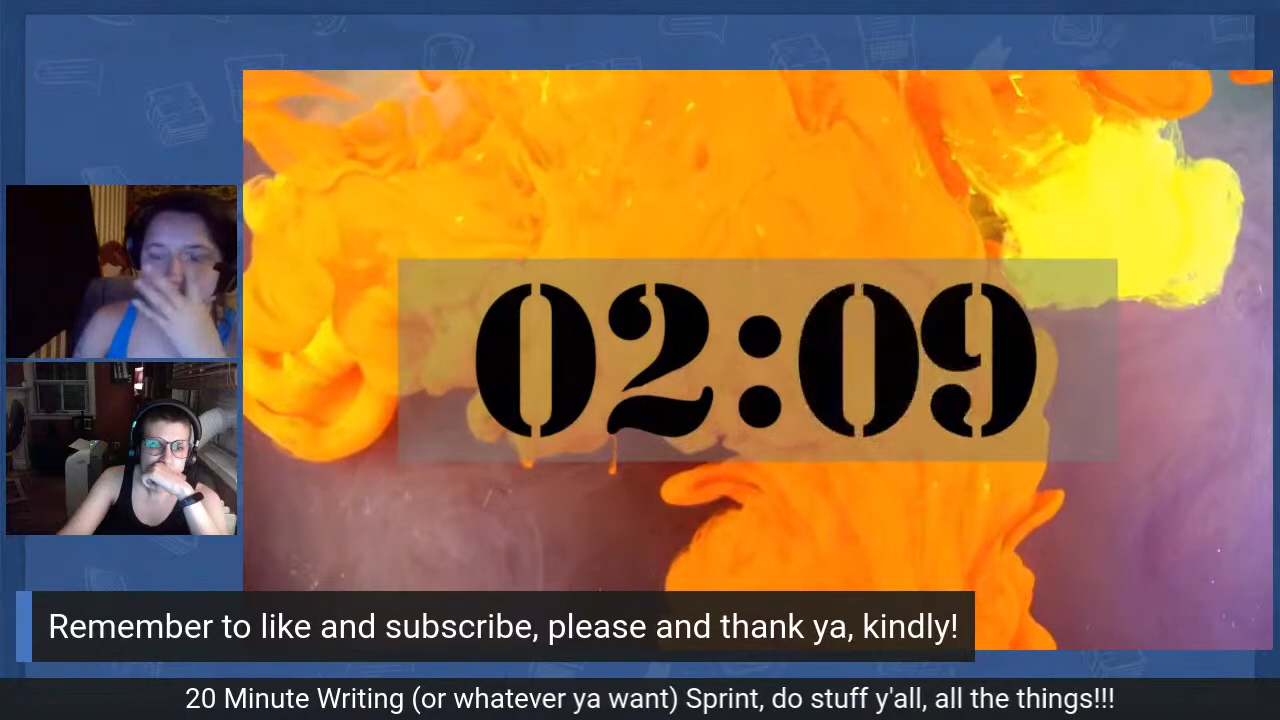 02:09
Remember to like and subscribe, please and thank ya, kindly!
20 Minute Writing (or whatever ya want) Sprint, do stuff y'all, all the things!!!